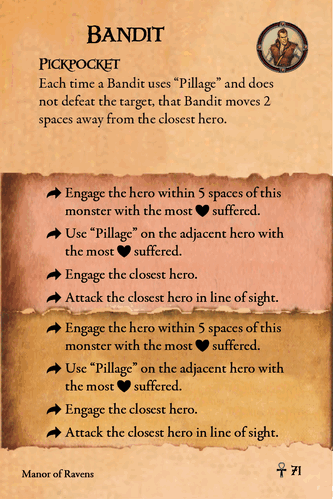 Bandit
Pickpocket
Each time a Bandit uses “Pillage” and does
not defeat the target, that Bandit moves 2
spaces away from the closest hero.
Engage the hero within 5 spaces of this
monster with the most ♥ suffered.
Use “Pillage” on the adjacent hero with
the most ♥ suffered.
Engage the closest hero.
Attack the closest hero in line of sight.
Engage the hero within 5 spaces of this
monster with the most ♥ suffered.
Use “Pillage” on the adjacent hero with
the most ♥ suffered.
Engage the closest hero.
Attack the closest hero in line of sight.
Manor of Ravens
71